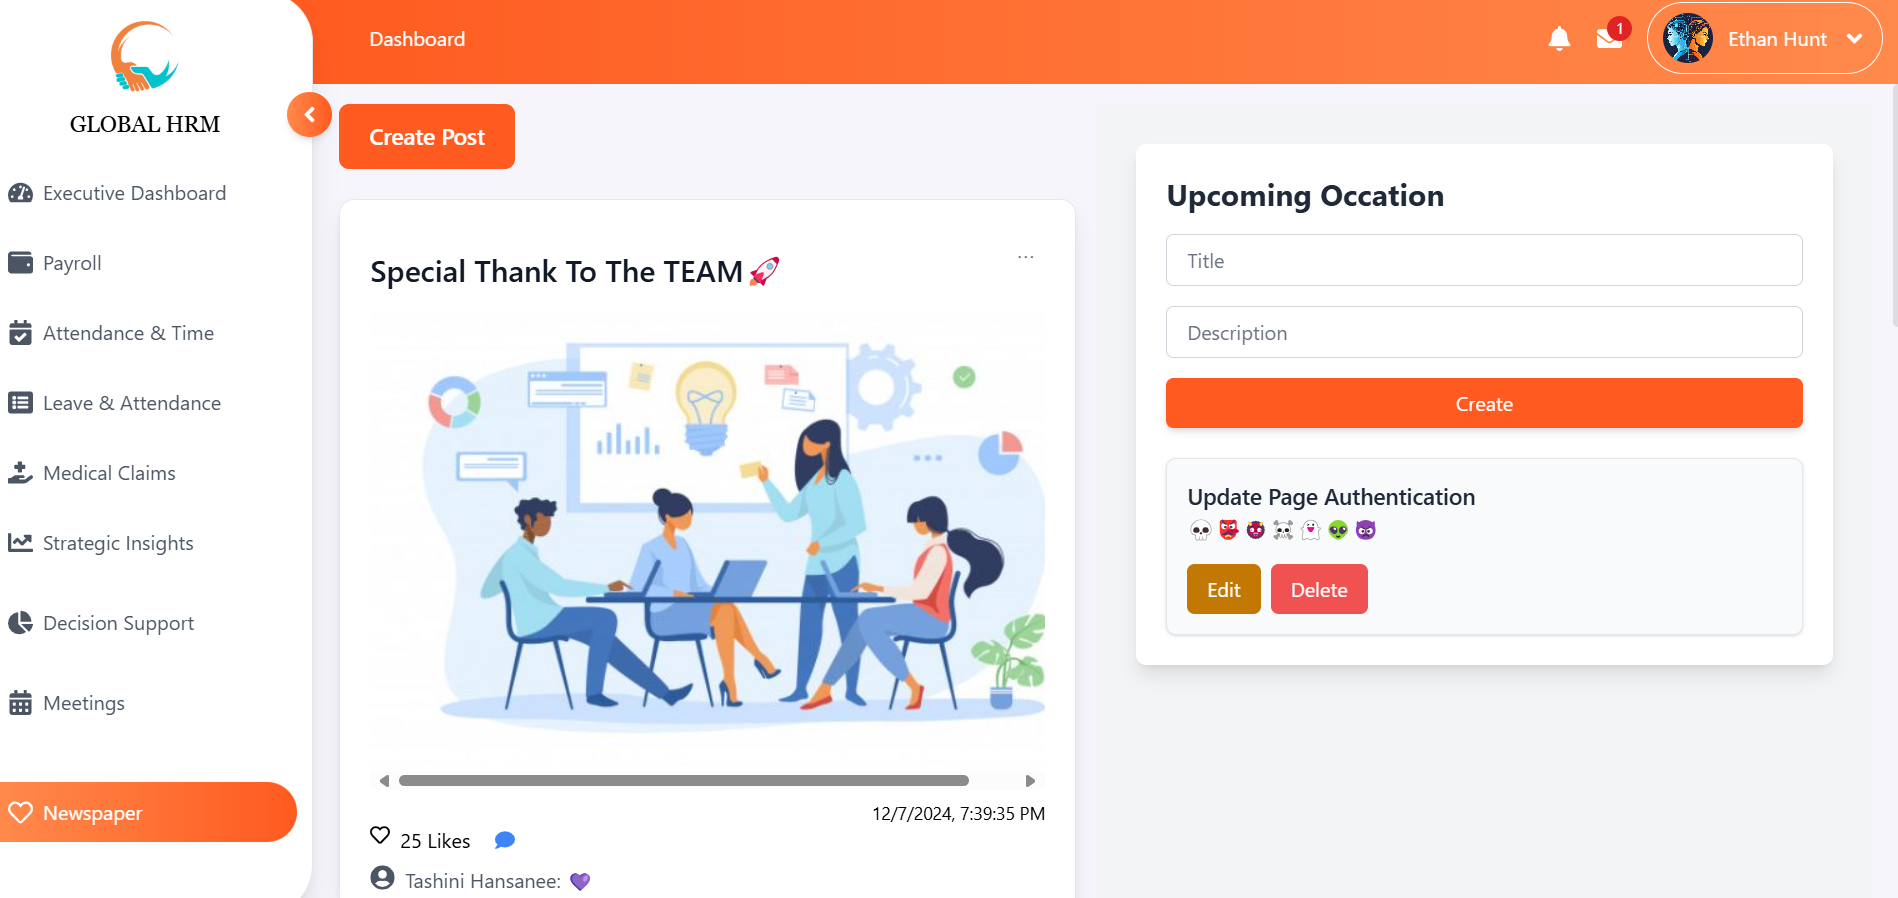 GLOBAL HRM
Executive Dashboard
Payroll
Attendance & Time
Leave & Attendance
Medical Claims
Strategic Insights
Decision Support
Meetings
Newspaper
Dashboard
1
Ethan Hunt
Create Post
Special Thank To The TEAM🚀
...
12/7/2024, 7:39:35 PM
25 Likes
Tashini Hansanee: 💜
Upcoming Occation
Title
Description
Create
Update Page Authentication
💀👹👿☠️👻👽😈
Edit
Delete